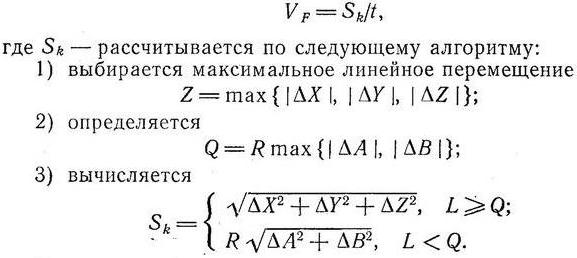 V_F = S_k/t,
где S_k — рассчитывается по следующему алгоритму:
1) выбирается максимальное линейное перемещение
Z = max {|ΔX|, |ΔY|, |ΔZ|};
2) определяется
Q = R max {|ΔA|, |ΔB|};
3) вычисляется
S_k = { √(ΔX² + ΔY² + ΔZ²), L ⩾ Q;
R √(ΔA² + ΔB²), L < Q.